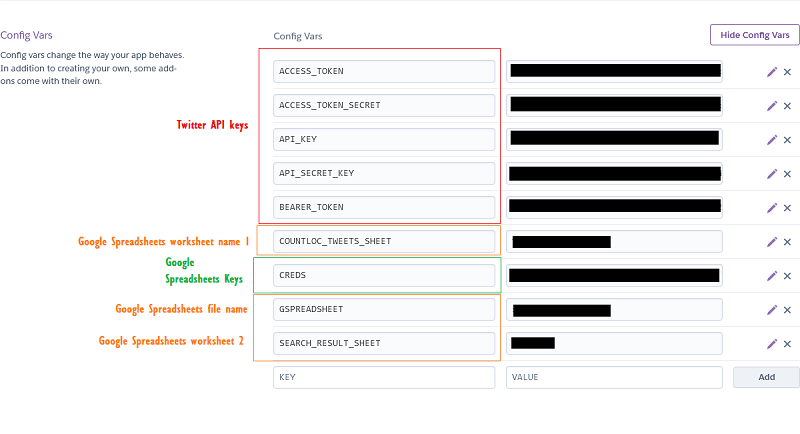 Config Vars
Config vars change the way your app behaves.
In addition to creating your own, some add-
ons come with their own.
Config Vars
Hide Config Vars
Twitter API keys
ACCESS_TOKEN
ACCESS_TOKEN_SECRET
API_KEY
API_SECRET_KEY
BEARER_TOKEN
Google Spreadsheets worksheet name 1
COUNTLOC_TWEETS_SHEET
Google
Spreadsheets Keys
CREDS
Google Spreadsheets file name
GSPREADSHEET
Google Spreadsheets worksheet 2
SEARCH_RESULT_SHEET
KEY
VALUE
Add